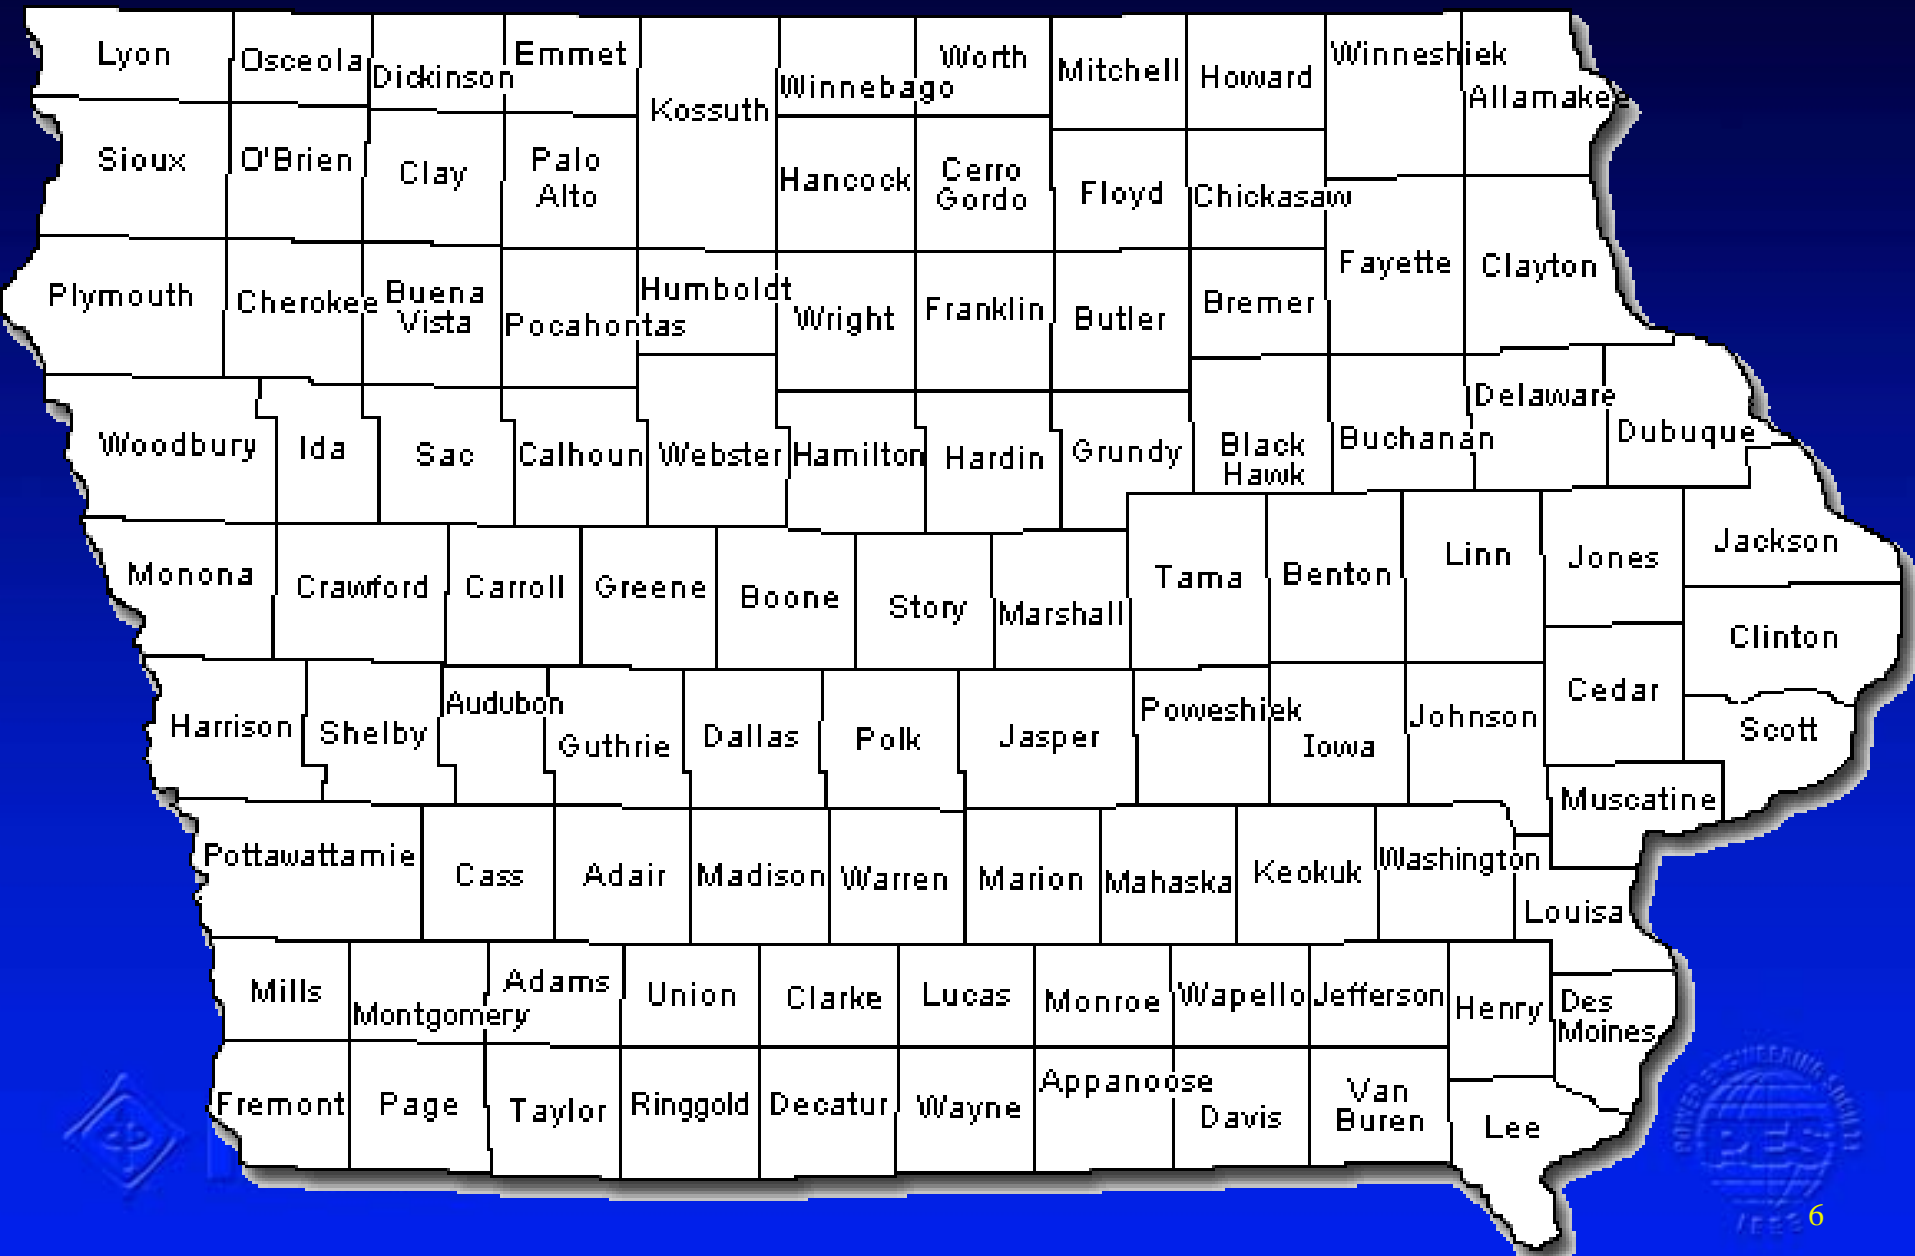 Lyon
Osceola
Dickinson
Emmet
Kossuth
Winnebago
Worth
Mitchell
Howard
Winneshiek
Allamakee
Sioux
O'Brien
Clay
Palo
Alto
Hancock
Cerro
Gordo
Floyd
Chickasaw
Fayette
Clayton
Plymouth
Cherokee
Buena
Vista
Pocahontas
Humboldt
Wright
Franklin
Butler
Bremer
Woodbury
Ida
Sac
Calhoun
Webster
Hamilton
Hardin
Grundy
Black
Hawk
Buchanan
Delaware
Dubuque
Monona
Crawford
Carroll
Greene
Boone
Story
Marshall
Tama
Benton
Linn
Jones
Jackson
Clinton
Harrison
Shelby
Audubon
Guthrie
Dallas
Polk
Jasper
Poweshiek
Iowa
Johnson
Cedar
Scott
Muscatine
Pottawattamie
Cass
Adair
Madison
Warren
Marion
Mahaska
Keokuk
Washington
Louisa
Mills
Montgomery
Adams
Union
Clarke
Lucas
Monroe
Wapello
Jefferson
Henry
Des
Moines
Fremont
Page
Taylor
Ringgold
Decatur
Wayne
Appanoose
Davis
Van
Buren
Lee
POWER ENGINEERING SOCIETY
PES
6